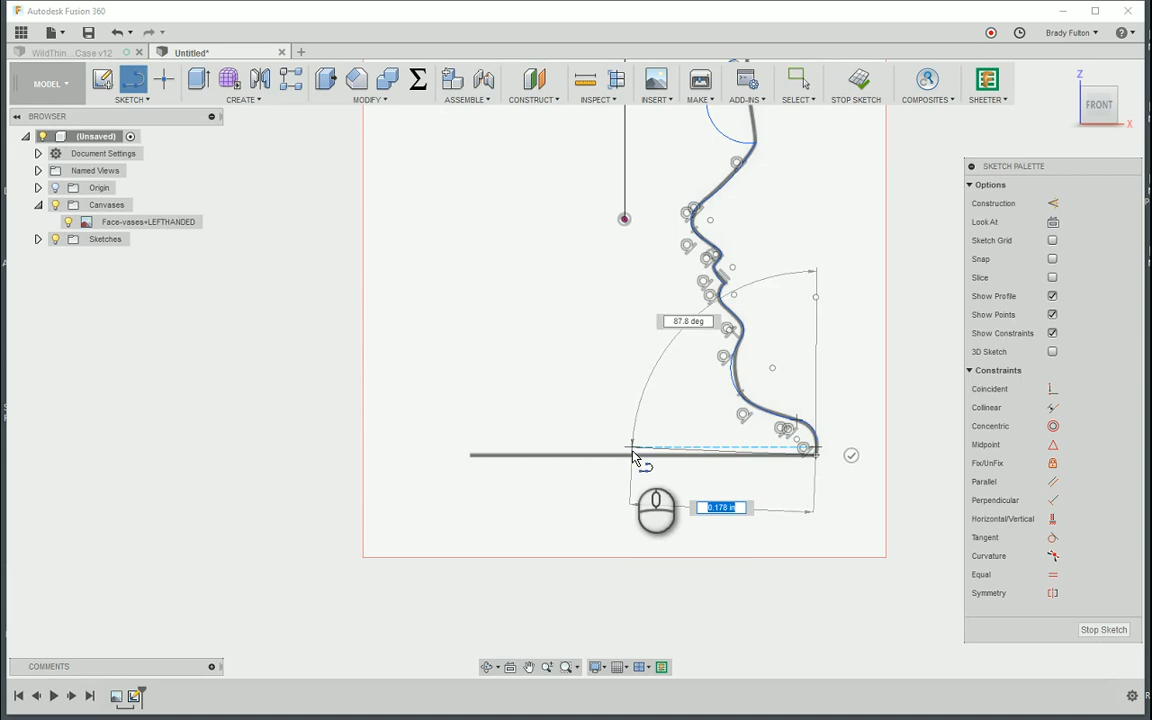 Autodesk Fusion 360
Brady Fulton
WildThin...Case v12
Untitled*
MODEL
SKETCH
CREATE
MODIFY
ASSEMBLE
CONSTRUCT
INSPECT
INSERT
MAKE
ADD-INS
SELECT
STOP SKETCH
COMPOSITES
SHEETER
Z
FRONT
X
BROWSER
(Unsaved)
Document Settings
Named Views
Origin
Canvases
Face-vases+LEFTHANDED
Sketches
87.8 deg
0.178 in
SKETCH PALETTE
Options
Construction
Look At
Sketch Grid
Snap
Slice
Show Profile
Show Points
Show Constraints
3D Sketch
Constraints
Coincident
Collinear
Concentric
Midpoint
Fix/UnFix
Parallel
Perpendicular
Horizontal/Vertical
Tangent
Curvature
Equal
Symmetry
Stop Sketch
COMMENTS